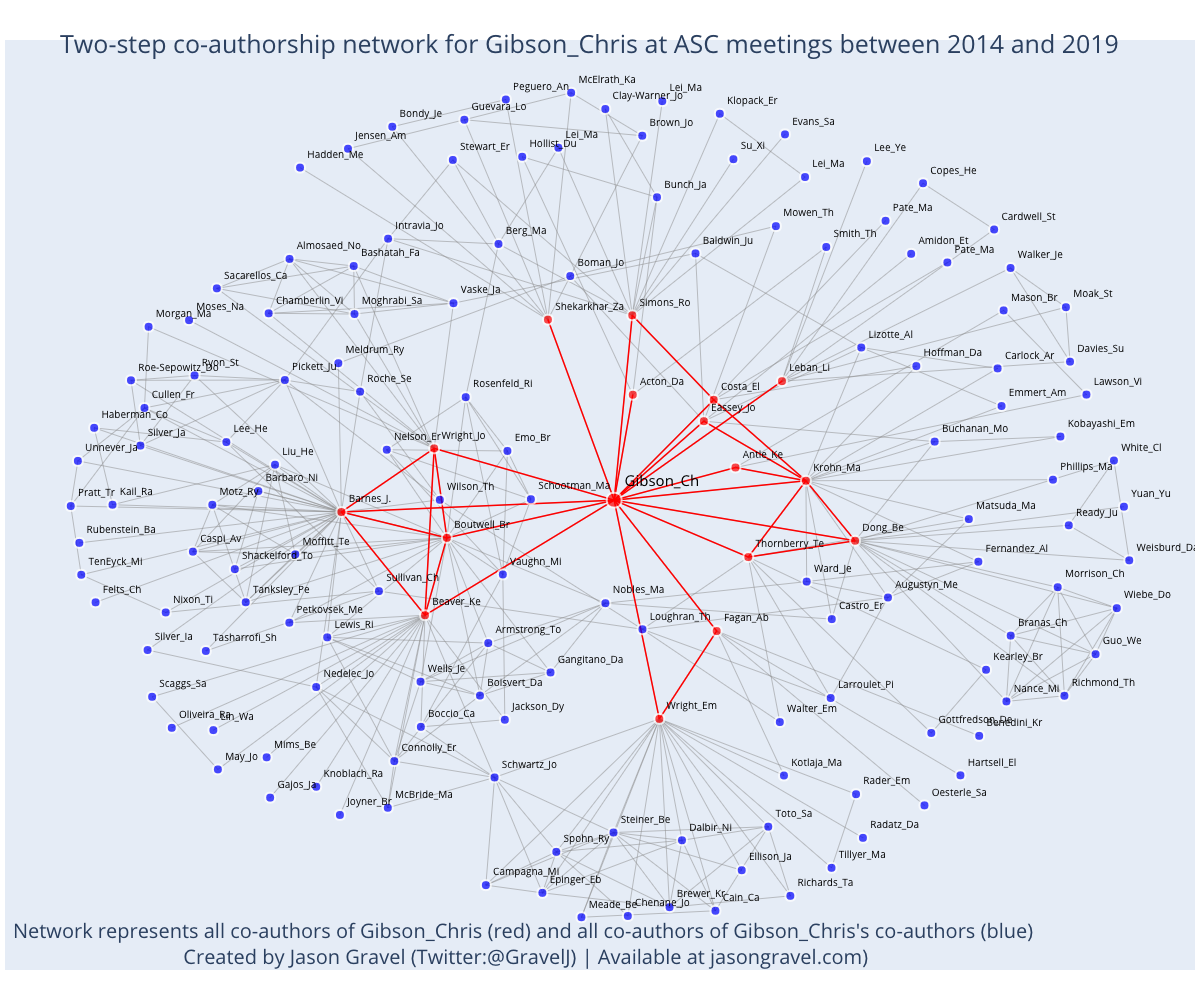 Two-step co-authorship network for Gibson_Chris at ASC meetings between 2014 and 2019
Peguero_An
McElrath_Ka
Lei_Ma
Clay-Warner_Jo
Bondy_Je
Guevara_Lo
Klopack_Er
Brown_Jo
Evans_Sa
Jensen_Am
Stewart_Er
Hollist_Du
Lei_Ma
Su_Xi
Lee_Ye
Hadden_Me
Lei_Ma
Copes_He
Bunch_Ja
Mowen_Th
Pate_Ma
Cardwell_St
Intravia_Jo
Berg_Ma
Baldwin_Ju
Smith_Th
Amidon_Et
Pate_Ma
Walker_Je
Almosaed_No
Bashatah_Fa
Boman_Jo
Sacarellos_Ca
Chamberlin_Vi
Moghrabi_Sa
Vaske_Ja
Shekarkhar_Za
Simons_Ro
Mason_Br
Moak_St
Moses_Na
Morgan_Ma
Meldrum_Ry
Lizotte_Al
Hoffman_Da
Carlock_Ar
Davies_Su
Roe-Sepowitz_Do
Ryon_St
Pickett_Ju
Roche_Se
Rosenfeld_Ri
Acton_Da
Costa_El
Leban_Li
Lawson_Vi
Cullen_Fr
Emmert_Am
Haberman_Co
Silver_Ja
Lee_He
Nelson_Er
Wright_Jo
Emo_Br
Eassey_Jo
Buchanan_Mo
Kobayashi_Em
Unnever_Ja
Liu_He
Antle_Ke
Krohn_Ma
White_Cl
Barbaro_Ni
Phillips_Ma
Pratt_Tr
Kail_Ra
Motz_Ry
Barnes_J.
Wilson_Th
Schootman_Ma
Gibson_Ch
Yuan_Yu
Rubenstein_Ba
Matsuda_Ma
Ready_Ju
Caspi_Av
Moffitt_Te
Boutwell_Br
Dong_Be
Thornberry_Te
TenEyck_Mi
Shackelford_To
Vaughn_Mi
Fernandez_Al
Weisburd_Da
Felts_Ch
Nixon_Ti
Tanksley_Pe
Sullivan_Ch
Ward_Je
Augustyn_Me
Morrison_Ch
Petkovsek_Me
Beaver_Ke
Nobles_Ma
Castro_Er
Wiebe_Do
Silver_Ia
Tasharrofi_Sh
Lewis_Ri
Armstrong_To
Loughran_Th
Fagan_Ab
Branas_Ch
Guo_We
Nedelec_Jo
Wells_Je
Gangitano_Da
Kearley_Br
Scaggs_Sa
Boisvert_Da
Larroulet_Pi
Nance_Mi
Richmond_Th
Boccio_Ca
Jackson_Dy
Wright_Em
Walter_Em
Gottfredson_De
Benedini_Kr
May_Jo
Mims_Be
Connolly_Er
Schwartz_Jo
Kotlaja_Ma
Hartsell_El
Gajos_Ja
Knoblach_Ra
Joyner_Br
McBride_Ma
Rader_Em
Oesterle_Sa
Steiner_Be
Dalbir_Ni
Toto_Sa
Radatz_Da
Spohn_Ry
Ellison_Ja
Tillyer_Ma
Campagna_Mi
Epinger_Eb
Brewer_Kr
Richards_Ta
Meade_Be
Chenane_Jo
Cain_Ca
Network represents all co-authors of Gibson_Chris (red) and all co-authors of Gibson_Chris's co-authors (blue)
Created by Jason Gravel (Twitter:@GravelJ) | Available at jasongravel.com)